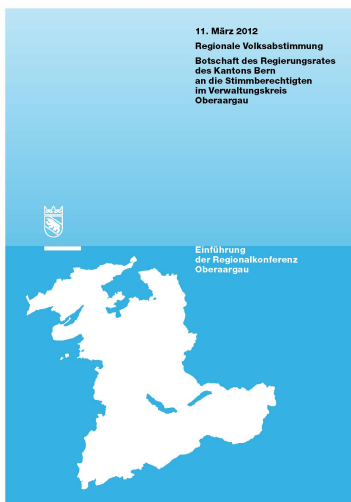 11. März 2012
Regionale Volksabstimmung
Botschaft des Regierungsrates
des Kantons Bern
an die Stimmberechtigten
im Verwaltungskreis
Oberaargau
Einführung
der Regionalkonferenz
Oberaargau